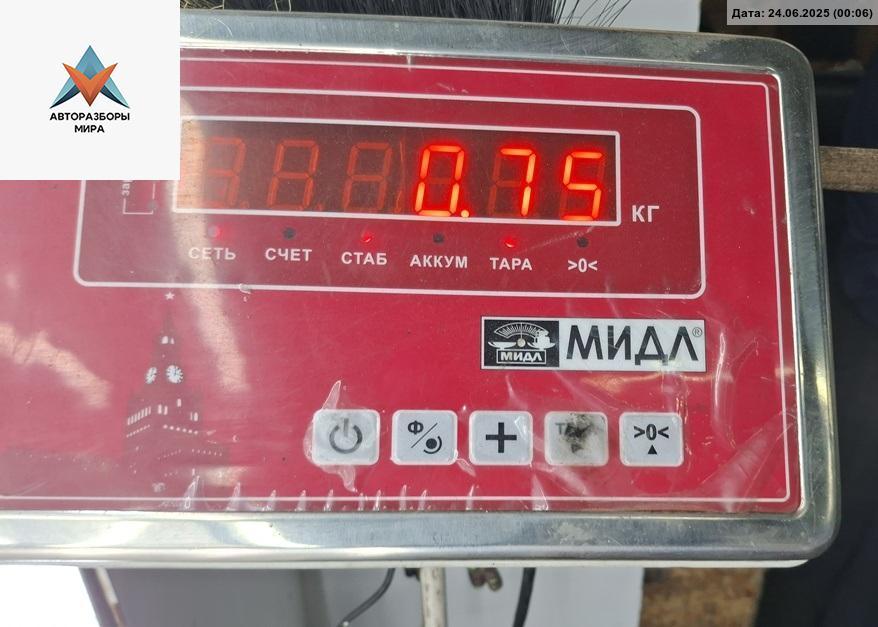 Дата: 24.06.2025 (00:06)
АВТОРАЗБОРЫ
МИРА
0.75
КГ
СЕТЬ СЧЕТ СТАБ АККУМ ТАРА >0<
МИДЛ МИДЛ®
Ф + >0<